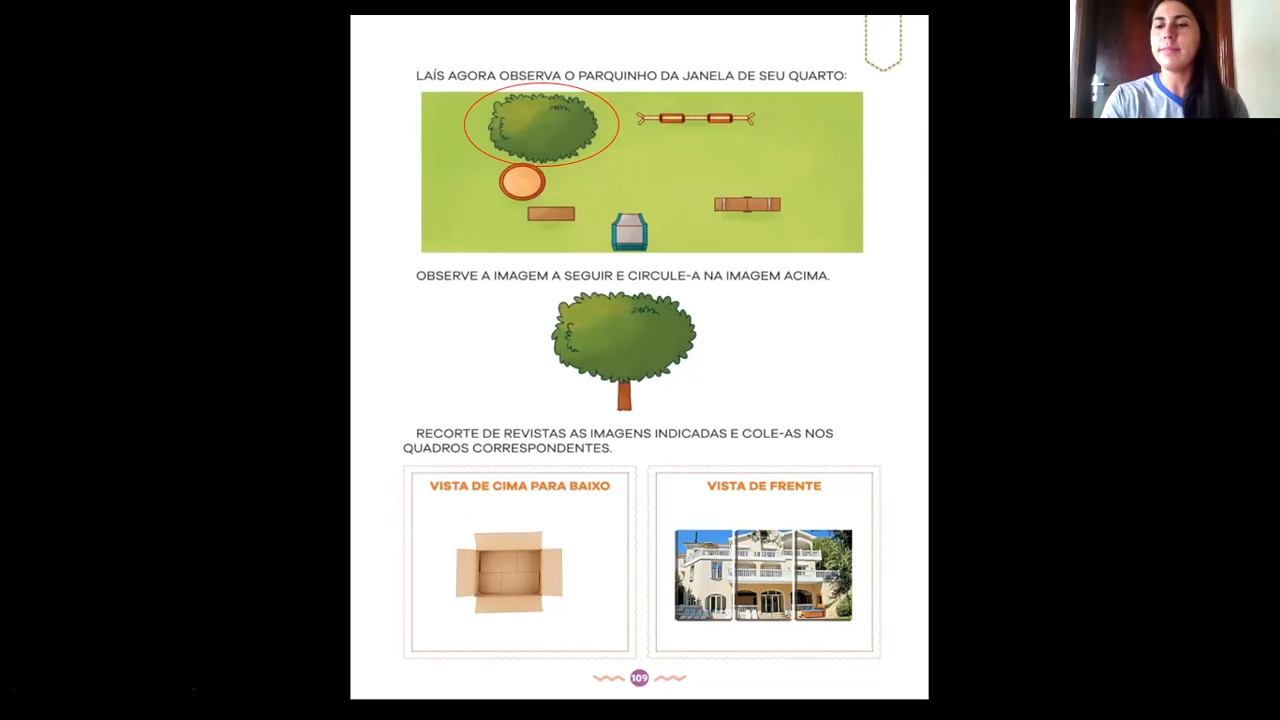 LAÍS AGORA OBSERVA O PARQUINHO DA JANELA DE SEU QUARTO:
OBSERVE A IMAGEM A SEGUIR E CIRCULE-A NA IMAGEM ACIMA.
RECORTE DE REVISTAS AS IMAGENS INDICADAS E COLE-AS NOS
QUADROS CORRESPONDENTES.
VISTA DE CIMA PARA BAIXO
VISTA DE FRENTE
109